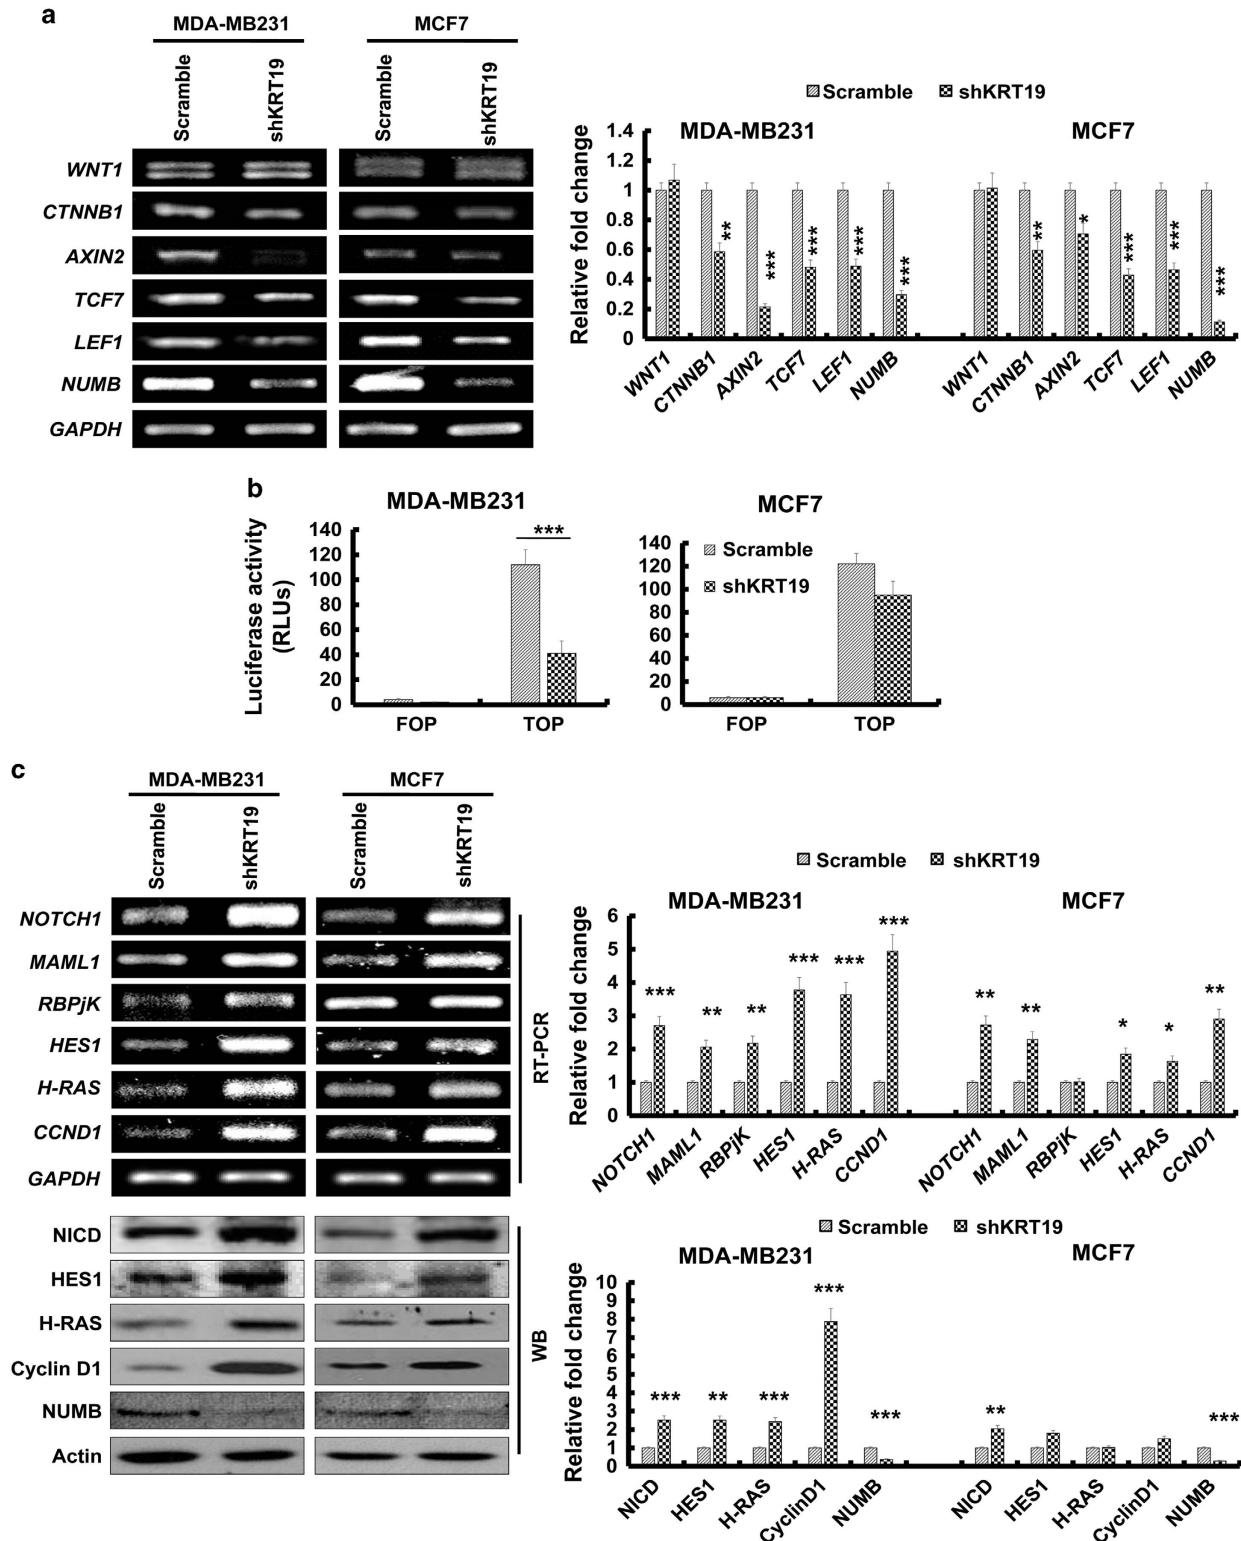 a
MDA-MB231 MCF7
Scramble shKRT19 Scramble shKRT19
WNT1
CTNNB1
AXIN2
TCF7
LEF1
NUMB
GAPDH
Scramble shKRT19
MDA-MB231 MCF7
Relative fold change
1.4
1.2
1
0.8
0.6
0.4
0.2
0
** *** *** *** *** ** * *** *** ***
WNT1 CTNNB1 AXIN2 TCF7 LEF1 NUMB WNT1 CTNNB1 AXIN2 TCF7 LEF1 NUMB
b
MDA-MB231
Luciferase activity
(RLUs)
140
120
100
80
60
40
20
0
***
FOP TOP
MCF7
Scramble
shKRT19
140
120
100
80
60
40
20
0
FOP TOP
c
MDA-MB231 MCF7
Scramble shKRT19 Scramble shKRT19
NOTCH1
MAML1
RBPjK
HES1
H-RAS
CCND1
GAPDH
RT-PCR
NICD
HES1
H-RAS
Cyclin D1
NUMB
Actin
WB
Scramble shKRT19
MDA-MB231 MCF7
Relative fold change
6
5
4
3
2
1
0
*** ** ** *** *** *** ** ** * * **
NOTCH1 MAML1 RBPjK HES1 H-RAS CCND1 NOTCH1 MAML1 RBPjK HES1 H-RAS CCND1
Scramble shKRT19
MDA-MB231 MCF7
Relative fold change
10
9
8
7
6
5
4
3
2
1
0
*** ** *** *** *** ** ***
NICD HES1 H-RAS CyclinD1 NUMB NICD HES1 H-RAS CyclinD1 NUMB